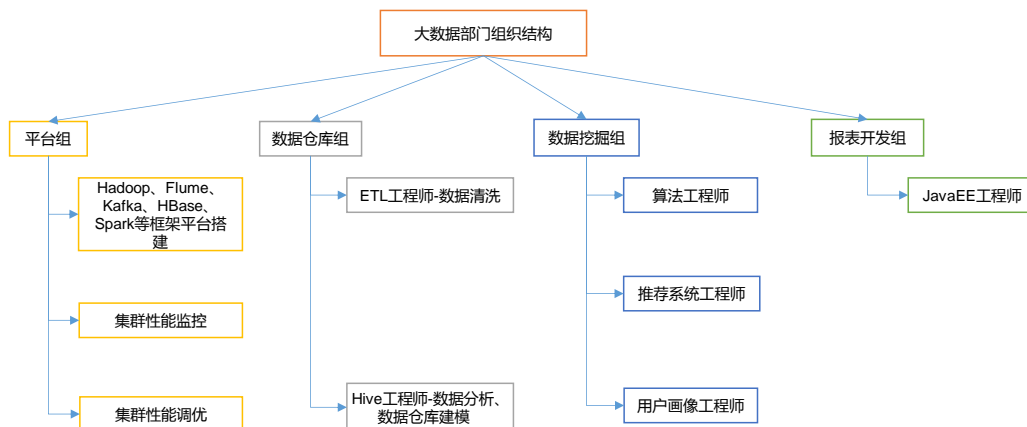 大数据部门组织结构
平台组
数据仓库组
数据挖掘组
报表开发组
Hadoop、Flume、
Kafka、HBase、
Spark等框架平台搭
建
ETL工程师-数据清洗
算法工程师
JavaEE工程师
集群性能监控
推荐系统工程师
集群性能调优
Hive工程师-数据分析、
数据仓库建模
用户画像工程师